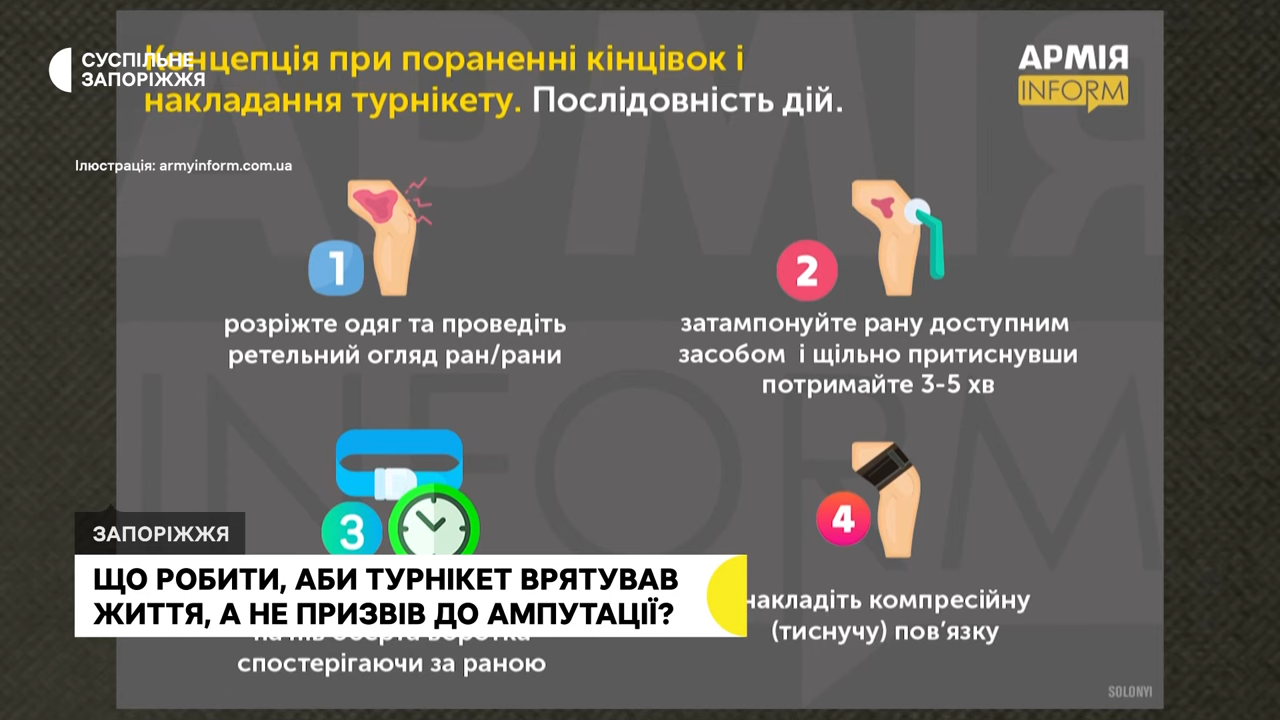 СУСПІЛЬНЕ
ЗАПОРІЖЖЯ
Концепція при пораненні кінцівок і
накладання турнікету. Послідовність дій.
АРМІЯ
INFORM
Ілюстрація: armyinform.com.ua
1
розріжте одяг та проведіть
ретельний огляд ран/рани
2
затампонуйте рану доступним
засобом і щільно притиснувши
потримайте 3-5 хв
3
спостерігаючи за раною
4
накладіть компресійну
(тиснучу) пов’язку
ЗАПОРІЖЖЯ
ЩО РОБИТИ, АБИ ТУРНІКЕТ ВРЯТУВАВ
ЖИТТЯ, А НЕ ПРИЗВІВ ДО АМПУТАЦІЇ?
SOLONYI